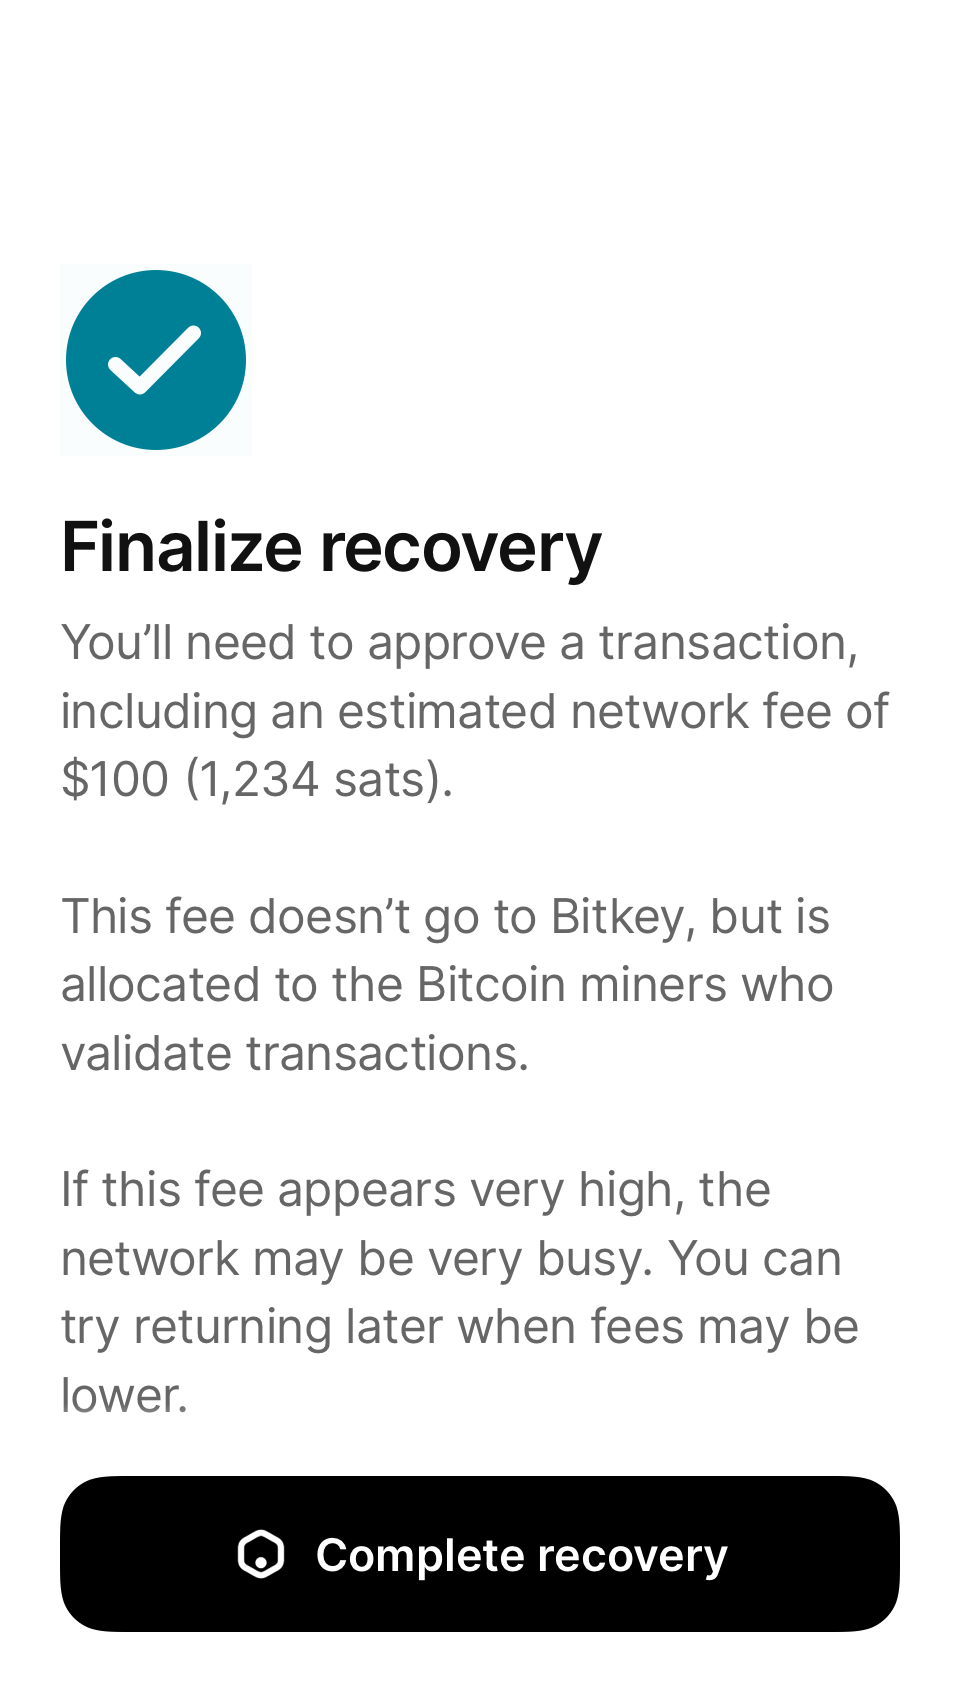 Finalize recovery
You’ll need to approve a transaction,
including an estimated network fee of
$100 (1,234 sats).
This fee doesn’t go to Bitkey, but is
allocated to the Bitcoin miners who
validate transactions.
If this fee appears very high, the
network may be very busy. You can
try returning later when fees may be
lower.
Complete recovery